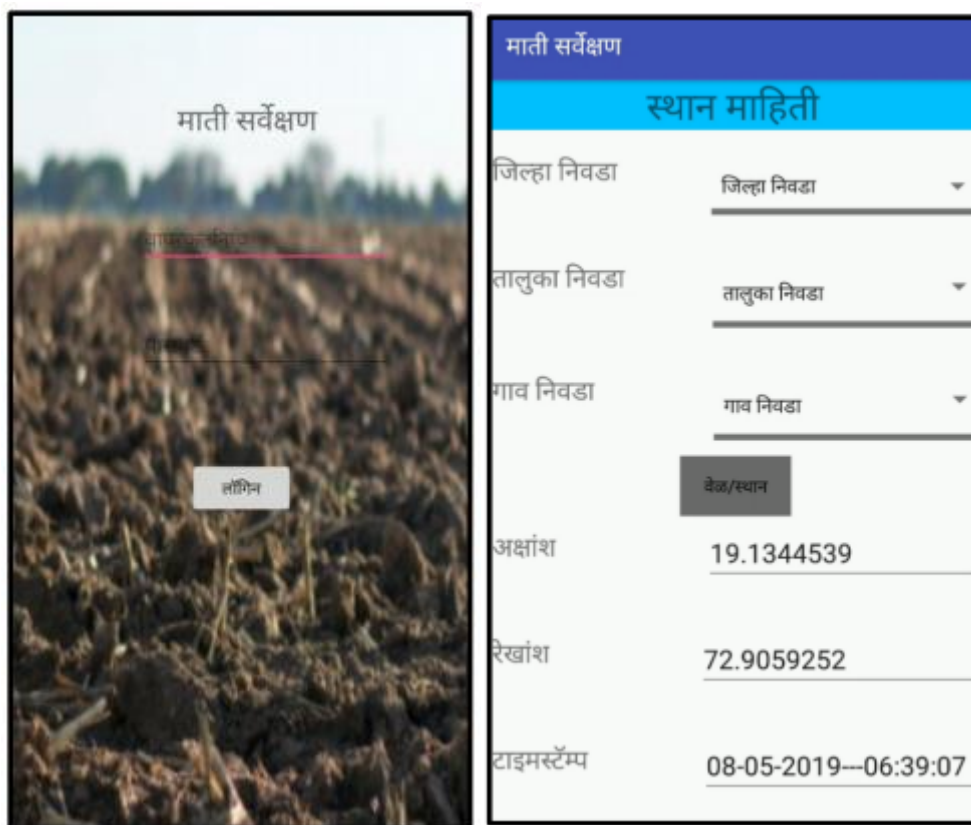 माती सर्वेक्षण
लॉगिन
माती सर्वेक्षण
स्थान माहिती
जिल्हा निवडा
जिल्हा निवडा
तालुका निवडा
तालुका निवडा
गाव निवडा
गाव निवडा
वेळ/स्थान
अक्षांश
19.1344539
रेखांश
72.9059252
टाइमस्टॅम्प
08-05-2019---06:39:07